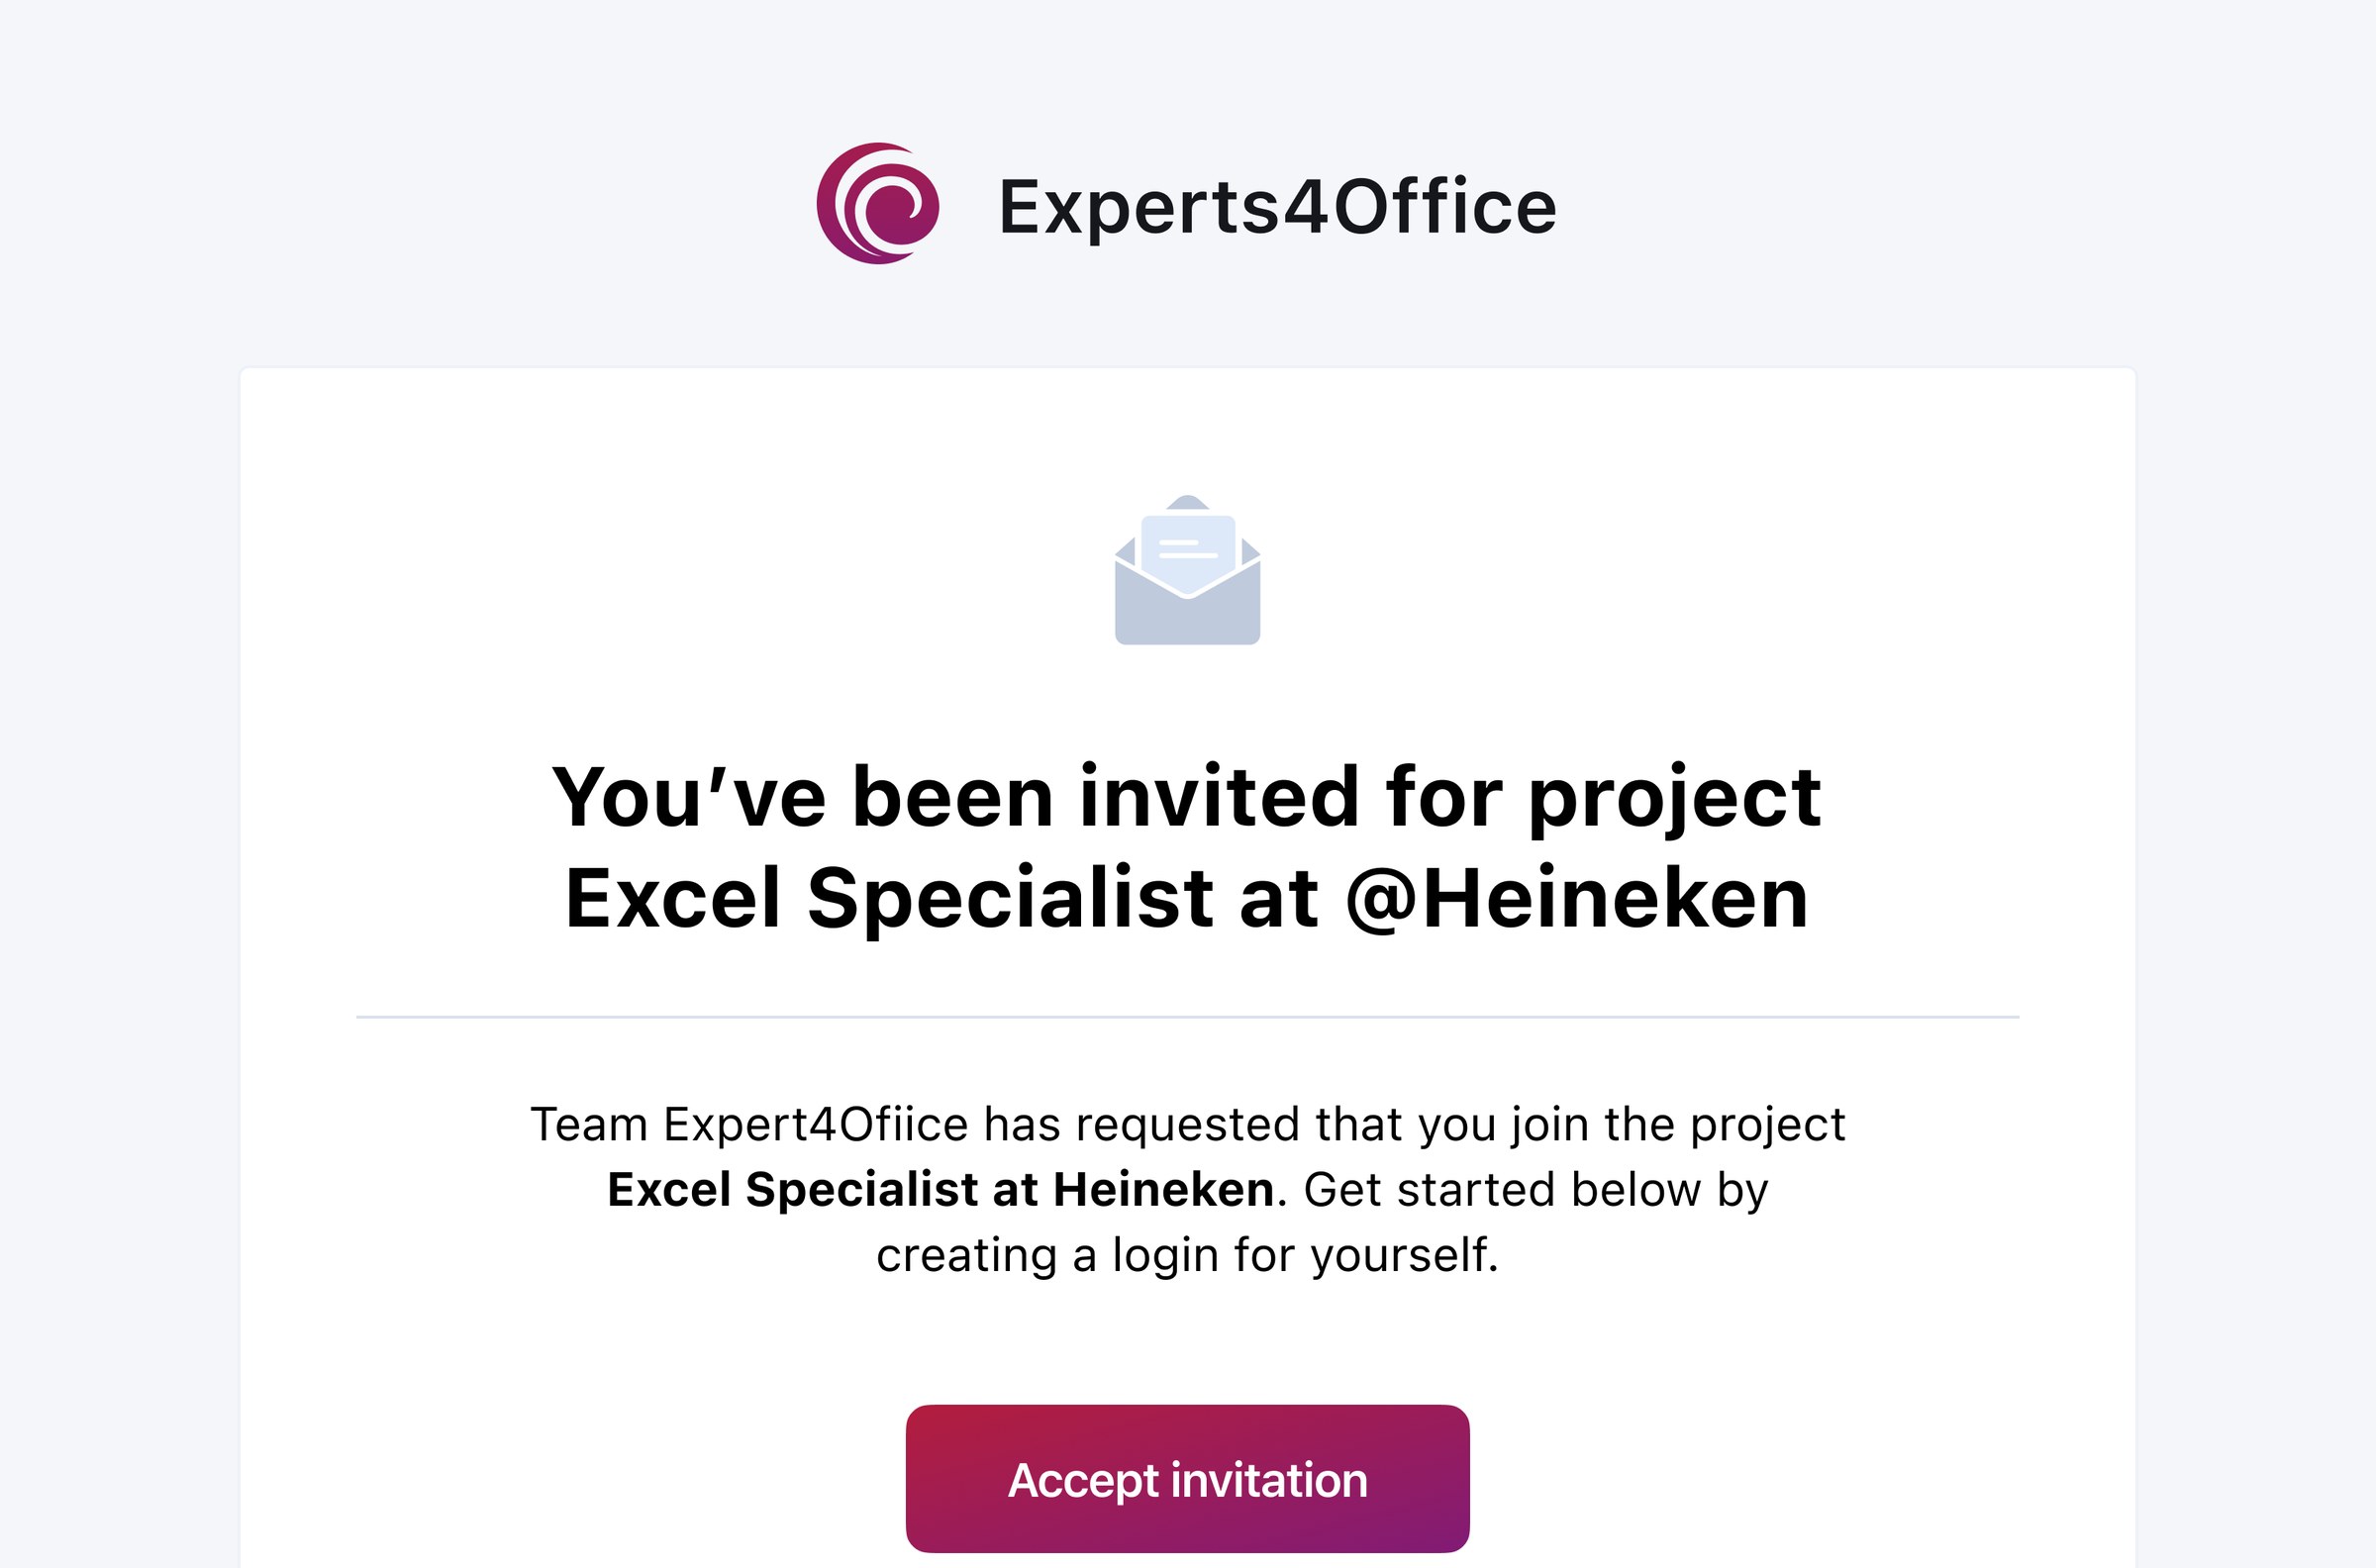 Experts4Office
You’ve been invited for project
Excel Specialist at @Heineken
Team Expert4Ofiice has requested that you join the project
Excel Specialist at Heineken. Get started below by
creating a login for yourself.
Accept invitation